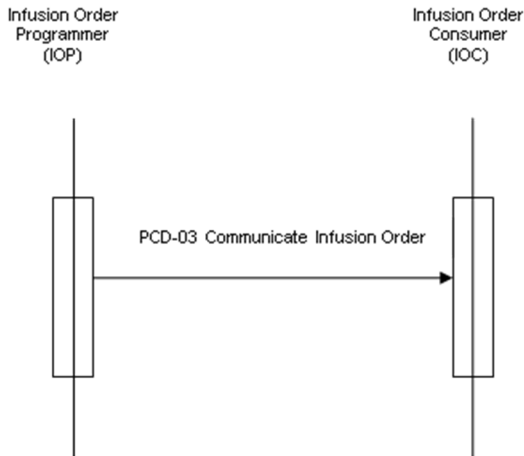 Infusion Order
Programmer
(IOP)
Infusion Order
Consumer
(IOC)
PCD-03 Communicate Infusion Order